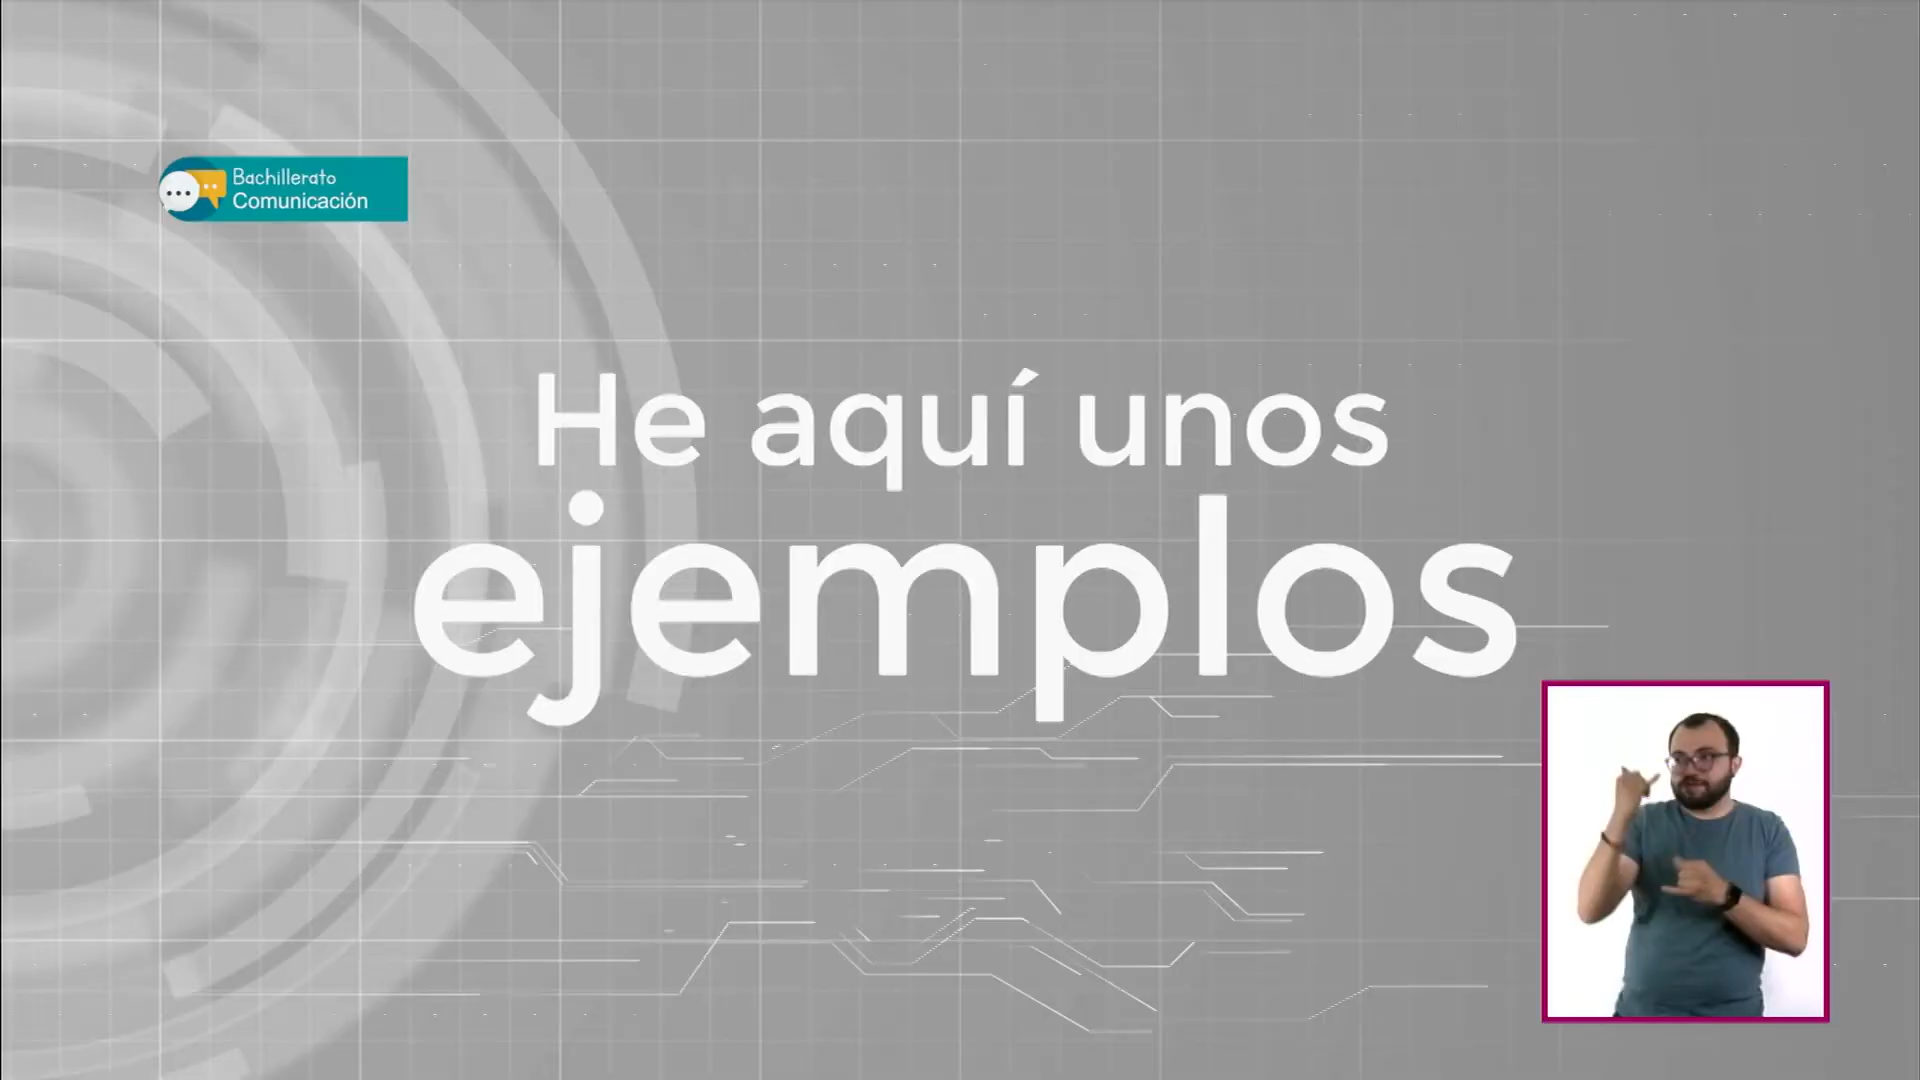 Bachillerato
Comunicación
He aquí unos
ejemplos